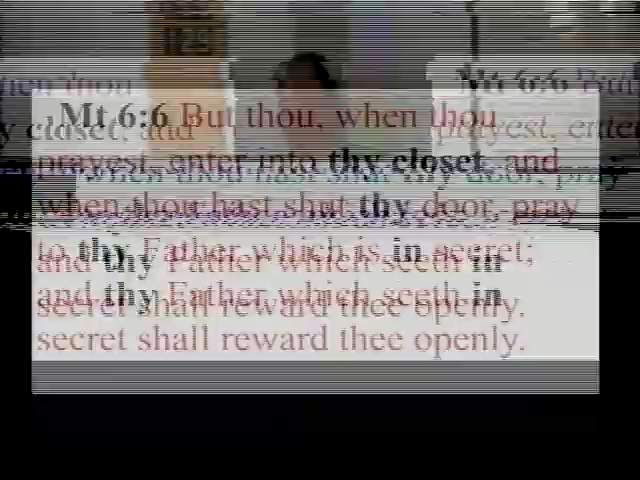 Mt 6:6 But thou, when thou
prayest, enter into thy closet, and
when thou hast shut thy door, pray
to thy Father which is in secret;
and thy Father which seeth in
secret shall reward thee openly.